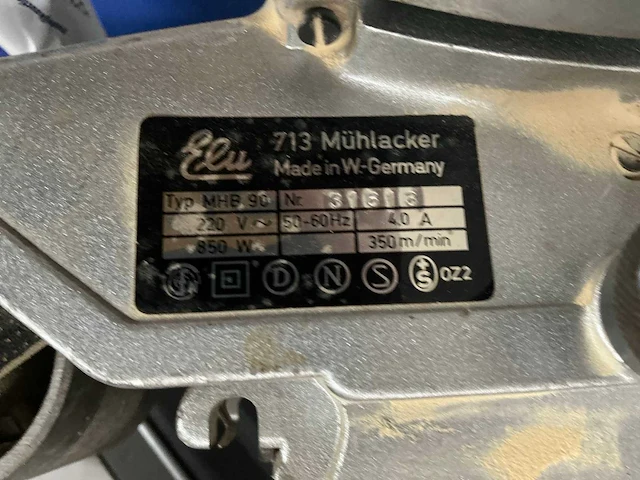 Elu 713 Mühlacker
Made in W.-Germany
Typ MHB 90 Nr. 31616
220 V ~ 50-60Hz 4.0 A
850 W 350 m/min
D N S +S OZ2